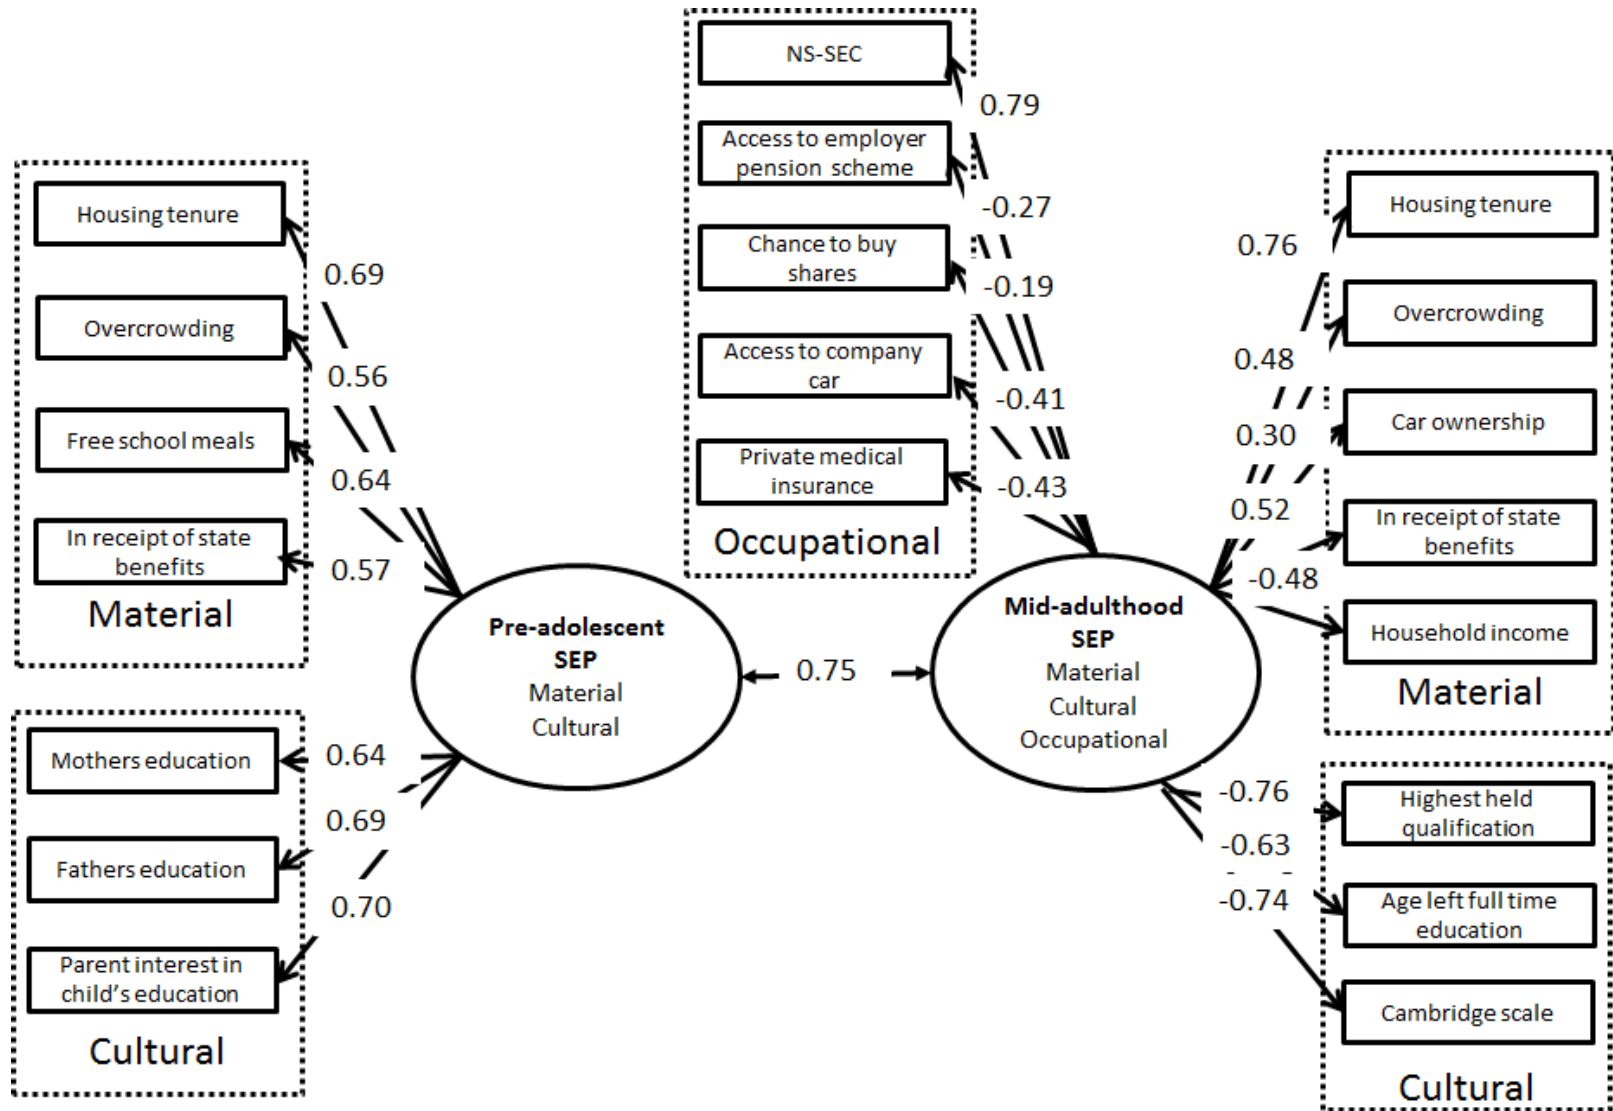 Housing tenure
Overcrowding
Free school meals
In receipt of state
benefits
Material
0.69
0.56
0.64
0.57
Mothers education
Fathers education
Parent interest in
child’s education
Cultural
0.64
0.69
0.70
Pre-adolescent
SEP
Material
Cultural
0.75
NS-SEC
Access to employer
pension scheme
Chance to buy
shares
Access to company
car
Private medical
insurance
Occupational
0.79
-0.27
-0.19
-0.41
-0.43
Mid-adulthood
SEP
Material
Cultural
Occupational
0.76
0.48
0.30
0.52
-0.48
Housing tenure
Overcrowding
Car ownership
In receipt of state
benefits
Household income
Material
-0.76
-0.63
-0.74
Highest held
qualification
Age left full time
education
Cambridge scale
Cultural